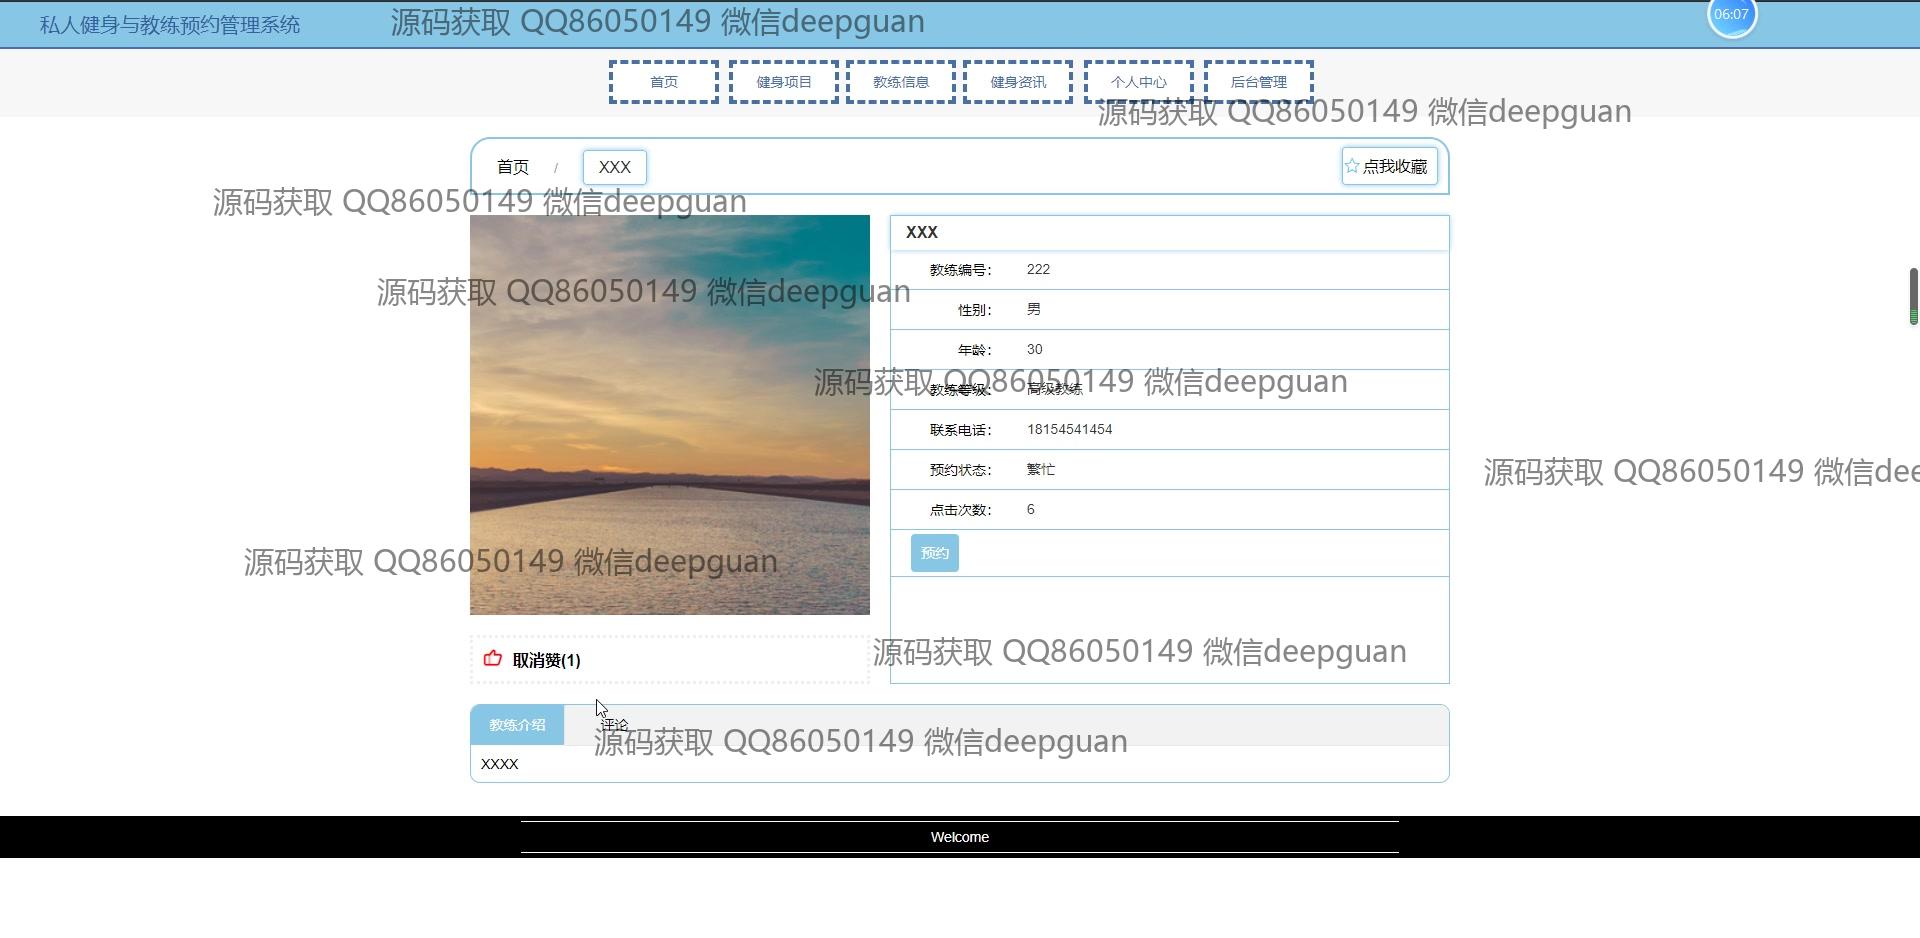 私人健身与教练预约管理系统
源码获取 QQ86050149 微信deepguan
06:07
首页
健身项目
教练信息
健身资讯
个人中心
后台管理
源码获取 QQ86050149 微信deepguan
首页 / XXX
点我收藏
源码获取 QQ86050149 微信deepguan
XXX
教练编号： 222
源码获取 QQ86050149 微信deepguan
性别： 男
年龄： 30
源码获取 QQ86050149 微信deepguan
教练等级： 高级教练
联系电话： 18154541454
预约状态： 繁忙
源码获取 QQ86050149 微信dee
点击次数： 6
预约
源码获取 QQ86050149 微信deepguan
源码获取 QQ86050149 微信deepguan
取消赞(1)
教练介绍
评论
源码获取 QQ86050149 微信deepguan
XXXX
Welcome